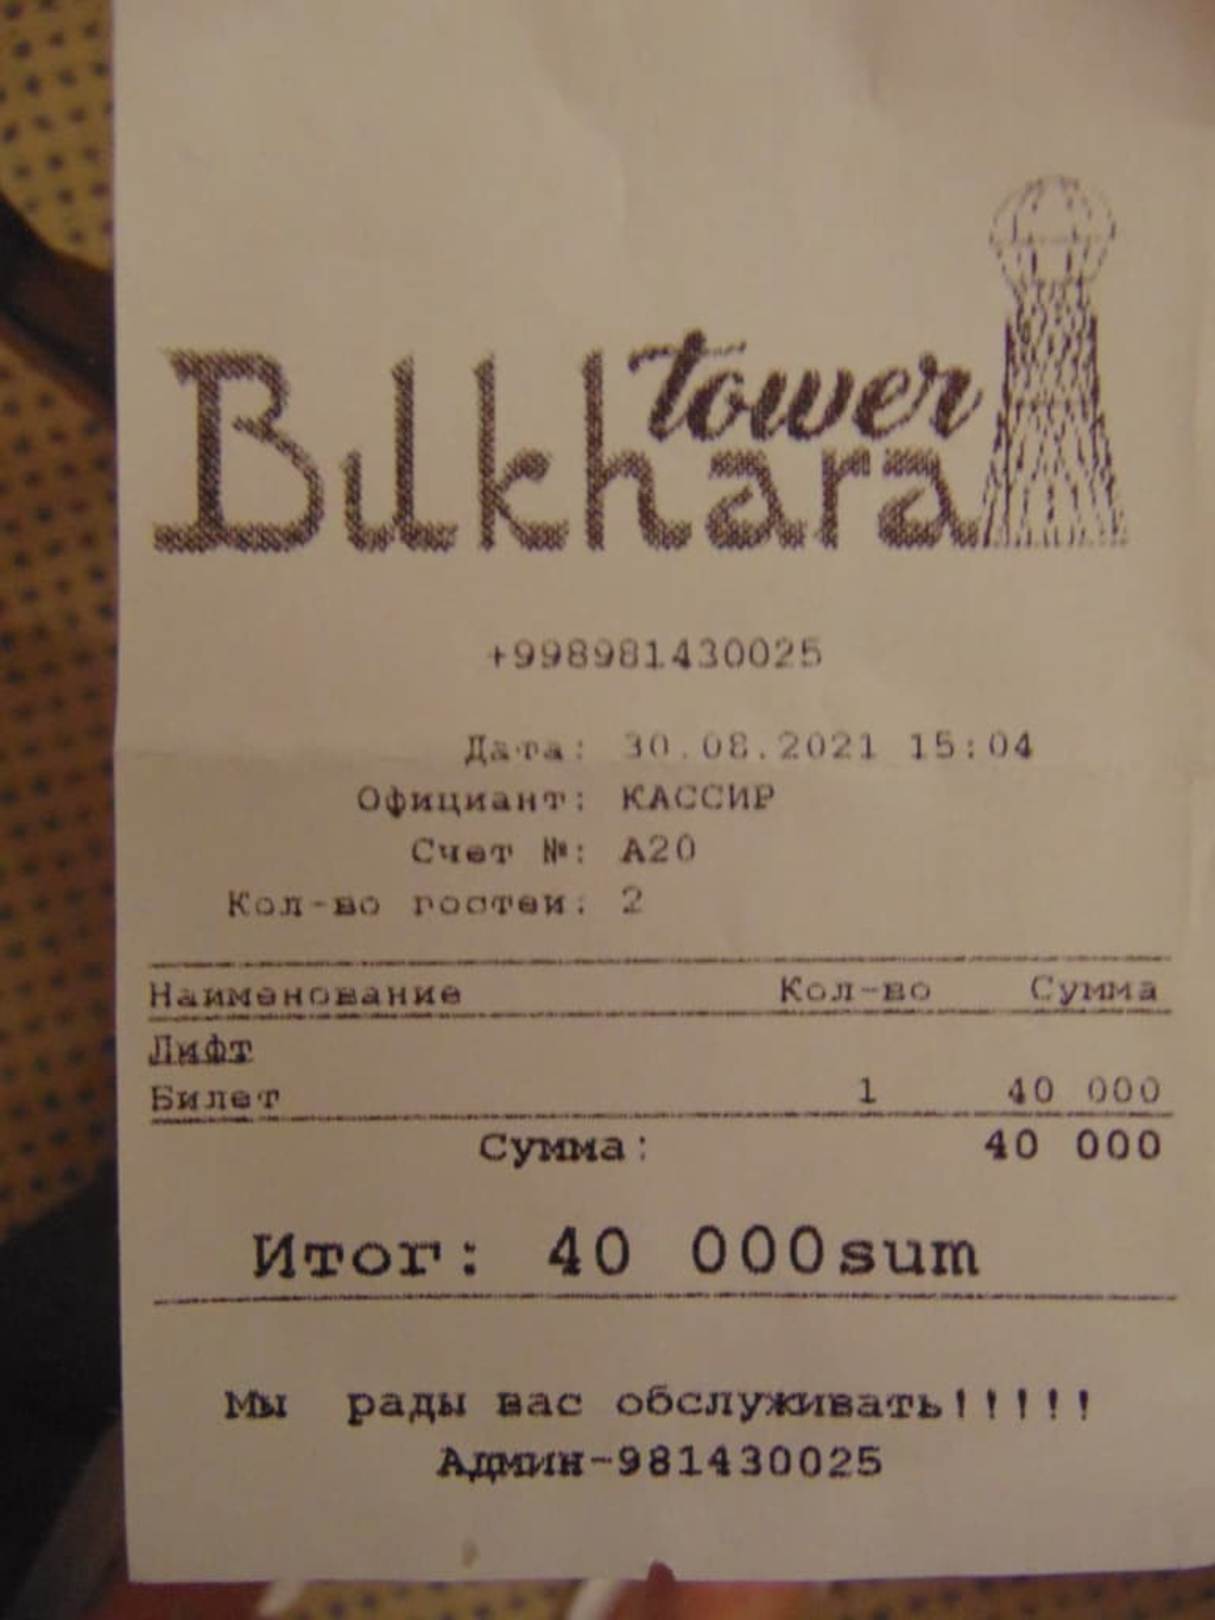 Bukhara tower
+998981430025
Дата: 30.08.2021 15:04
Официант: КАССИР
Счет №: A20
Кол-во гостей: 2
Наименование Кол-во Сумма
Лифт
Билет 1 40 000
Сумма: 40 000
Итог: 40 000sum
Мы рады вас обслуживать!!!!!
Админ-981430025